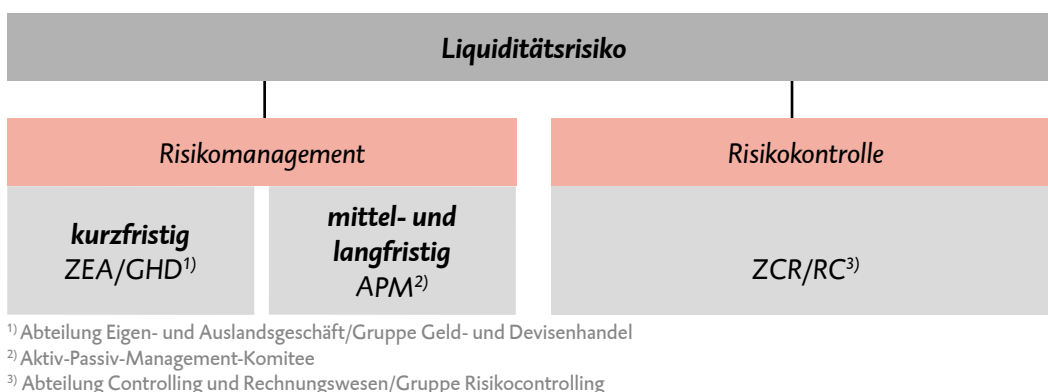 Liquiditätsrisiko
Risikomanagement
Risikokontrolle
kurzfristig
ZEA/GHD1)
mittel- und
langfristig
APM2)
ZCR/RC3)
1) Abteilung Eigen- und Auslandsgeschäft/Gruppe Geld- und Devisenhandel
2) Aktiv-Passiv-Management-Komitee
3) Abteilung Controlling und Rechnungswesen/Gruppe Risikocontrolling